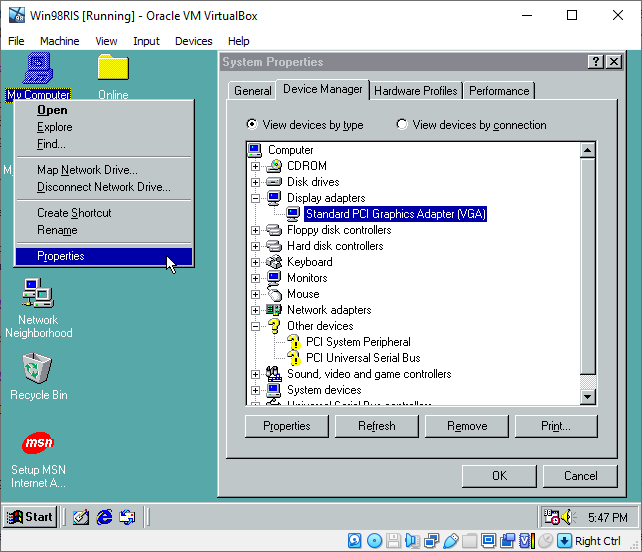 Win98RIS [Running] - Oracle VM VirtualBox
File Machine View Input Devices Help
My Computer
Online
Open
Explore
Find...
Map Network Drive...
Disconnect Network Drive...
Create Shortcut
Rename
Properties
Network
Neighborhood
Recycle Bin
msn
Setup MSN
Internet A...
System Properties
General Device Manager Hardware Profiles Performance
View devices by type View devices by connection
Computer
CDROM
Disk drives
Display adapters
Standard PCI Graphics Adapter (VGA)
Floppy disk controllers
Hard disk controllers
Keyboard
Monitors
Mouse
Network adapters
Other devices
PCI System Peripheral
PCI Universal Serial Bus
Sound, video and game controllers
System devices
Universal Serial Bus controllers
Properties Refresh Remove Print...
OK Cancel
Start 5:47 PM
Right Ctrl